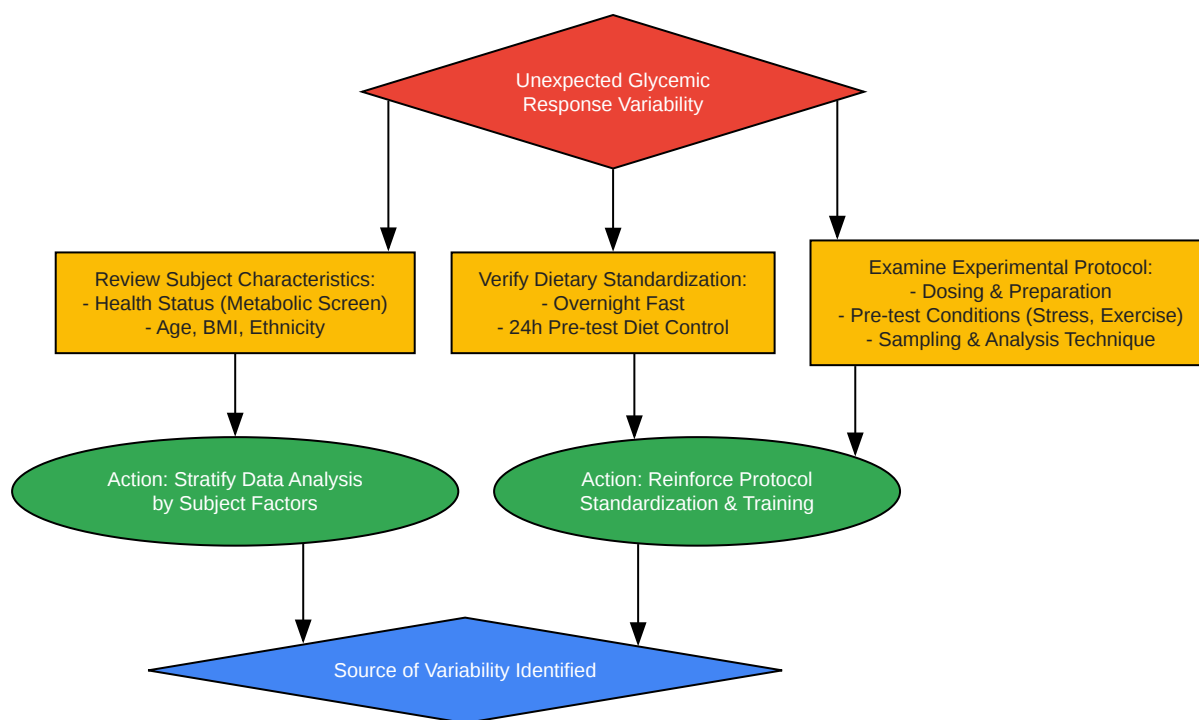 Unexpected Glycemic
Response Variability
Review Subject Characteristics:
- Health Status (Metabolic Screen)
- Age, BMI, Ethnicity
Verify Dietary Standardization:
- Overnight Fast
- 24h Pre-test Diet Control
Examine Experimental Protocol:
- Dosing & Preparation
- Pre-test Conditions (Stress, Exercise)
- Sampling & Analysis Technique
Action: Stratify Data Analysis
by Subject Factors
Action: Reinforce Protocol
Standardization & Training
Source of Variability Identified